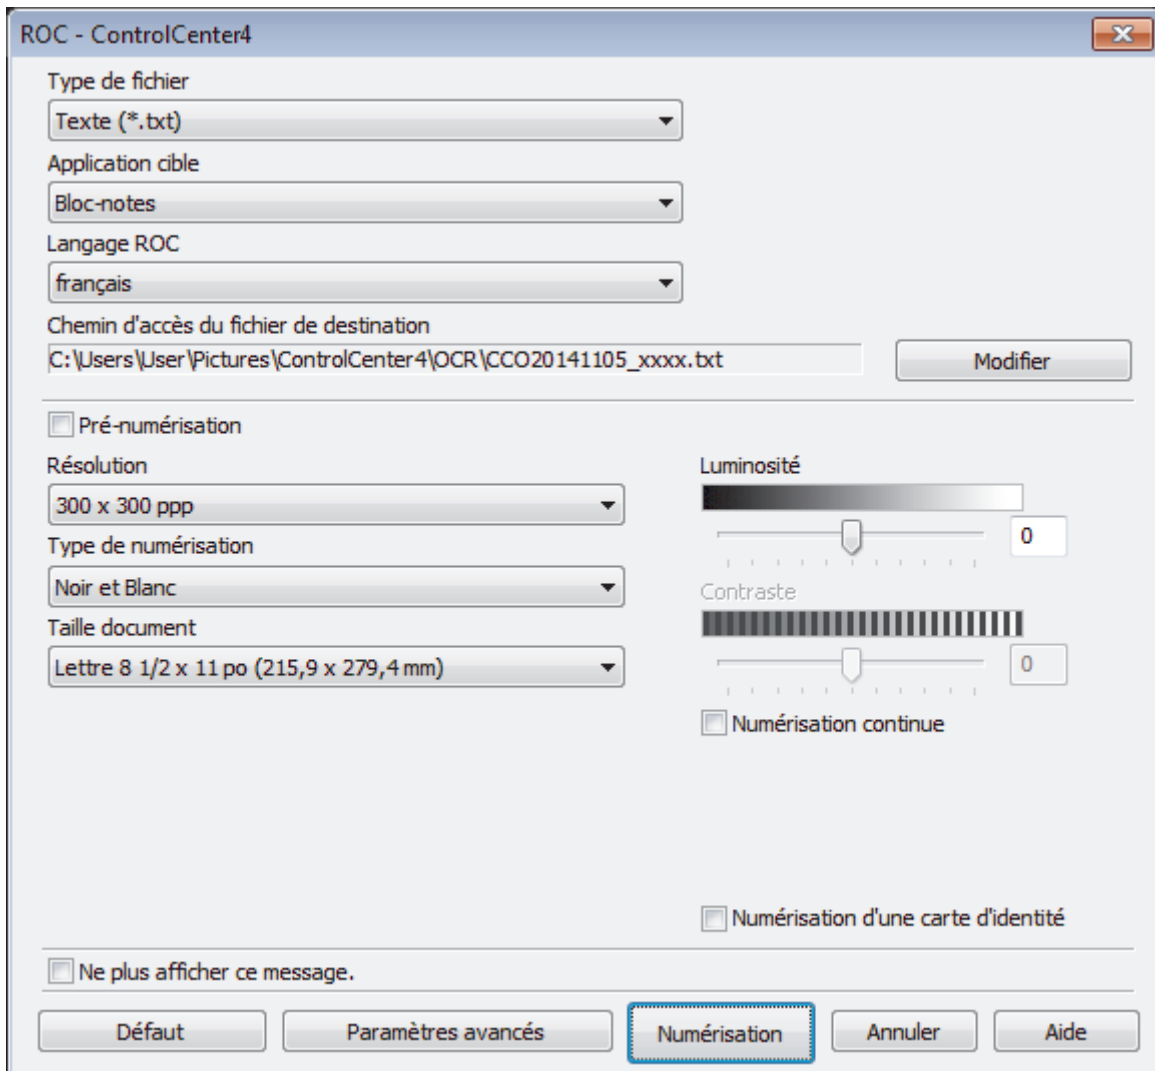 ROC - ControlCenter4
Type de fichier
Texte (*.txt)
Application cible
Bloc-notes
Langage ROC
français
Chemin d'accès du fichier de destination
C:\Users\User\Pictures\ControlCenter4\OCR\CCO20141105_xxxx.txt
Modifier
Pré-numérisation
Résolution
300 x 300 ppp
Type de numérisation
Noir et Blanc
Taille document
Lettre 8 1/2 x 11 po (215,9 x 279,4 mm)
Luminosité
0
Contraste
0
Numérisation continue
Numérisation d'une carte d'identité
Ne plus afficher ce message.
Défaut
Paramètres avancés
Numérisation
Annuler
Aide